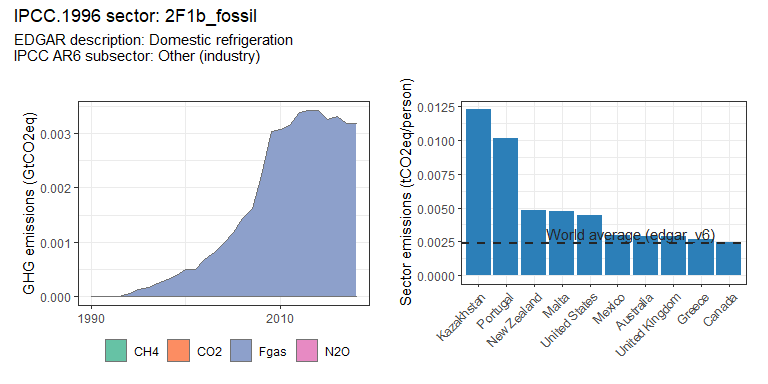 IPCC.1996 sector: 2F1b_fossil
EDGAR description: Domestic refrigeration
IPCC AR6 subsector: Other (industry)
GHG emissions (GtCO2eq)
0.003
0.002
0.001
0.000
1990
2010
CH4
CO2
Fgas
N2O
Sector emissions (tCO2eq/person)
0.0125
0.0100
0.0075
0.0050
0.0025
0.0000
World average (edgar_v6)
Kazakhstan
Portugal
New Zealand
Malta
United States
Mexico
Australia
United Kingdom
Greece
Canada